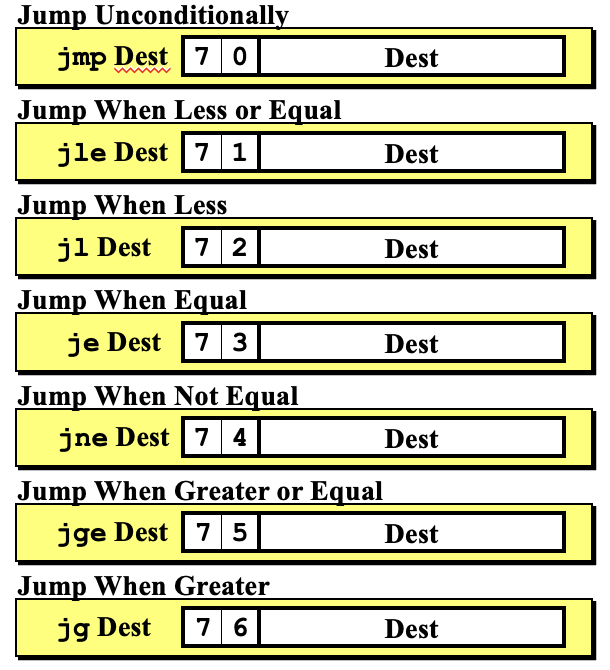 Jump Unconditionally
jmp Dest 7 0 Dest
Jump When Less or Equal
jle Dest 7 1 Dest
Jump When Less
jl Dest 7 2 Dest
Jump When Equal
je Dest 7 3 Dest
Jump When Not Equal
jne Dest 7 4 Dest
Jump When Greater or Equal
jge Dest 7 5 Dest
Jump When Greater
jg Dest 7 6 Dest